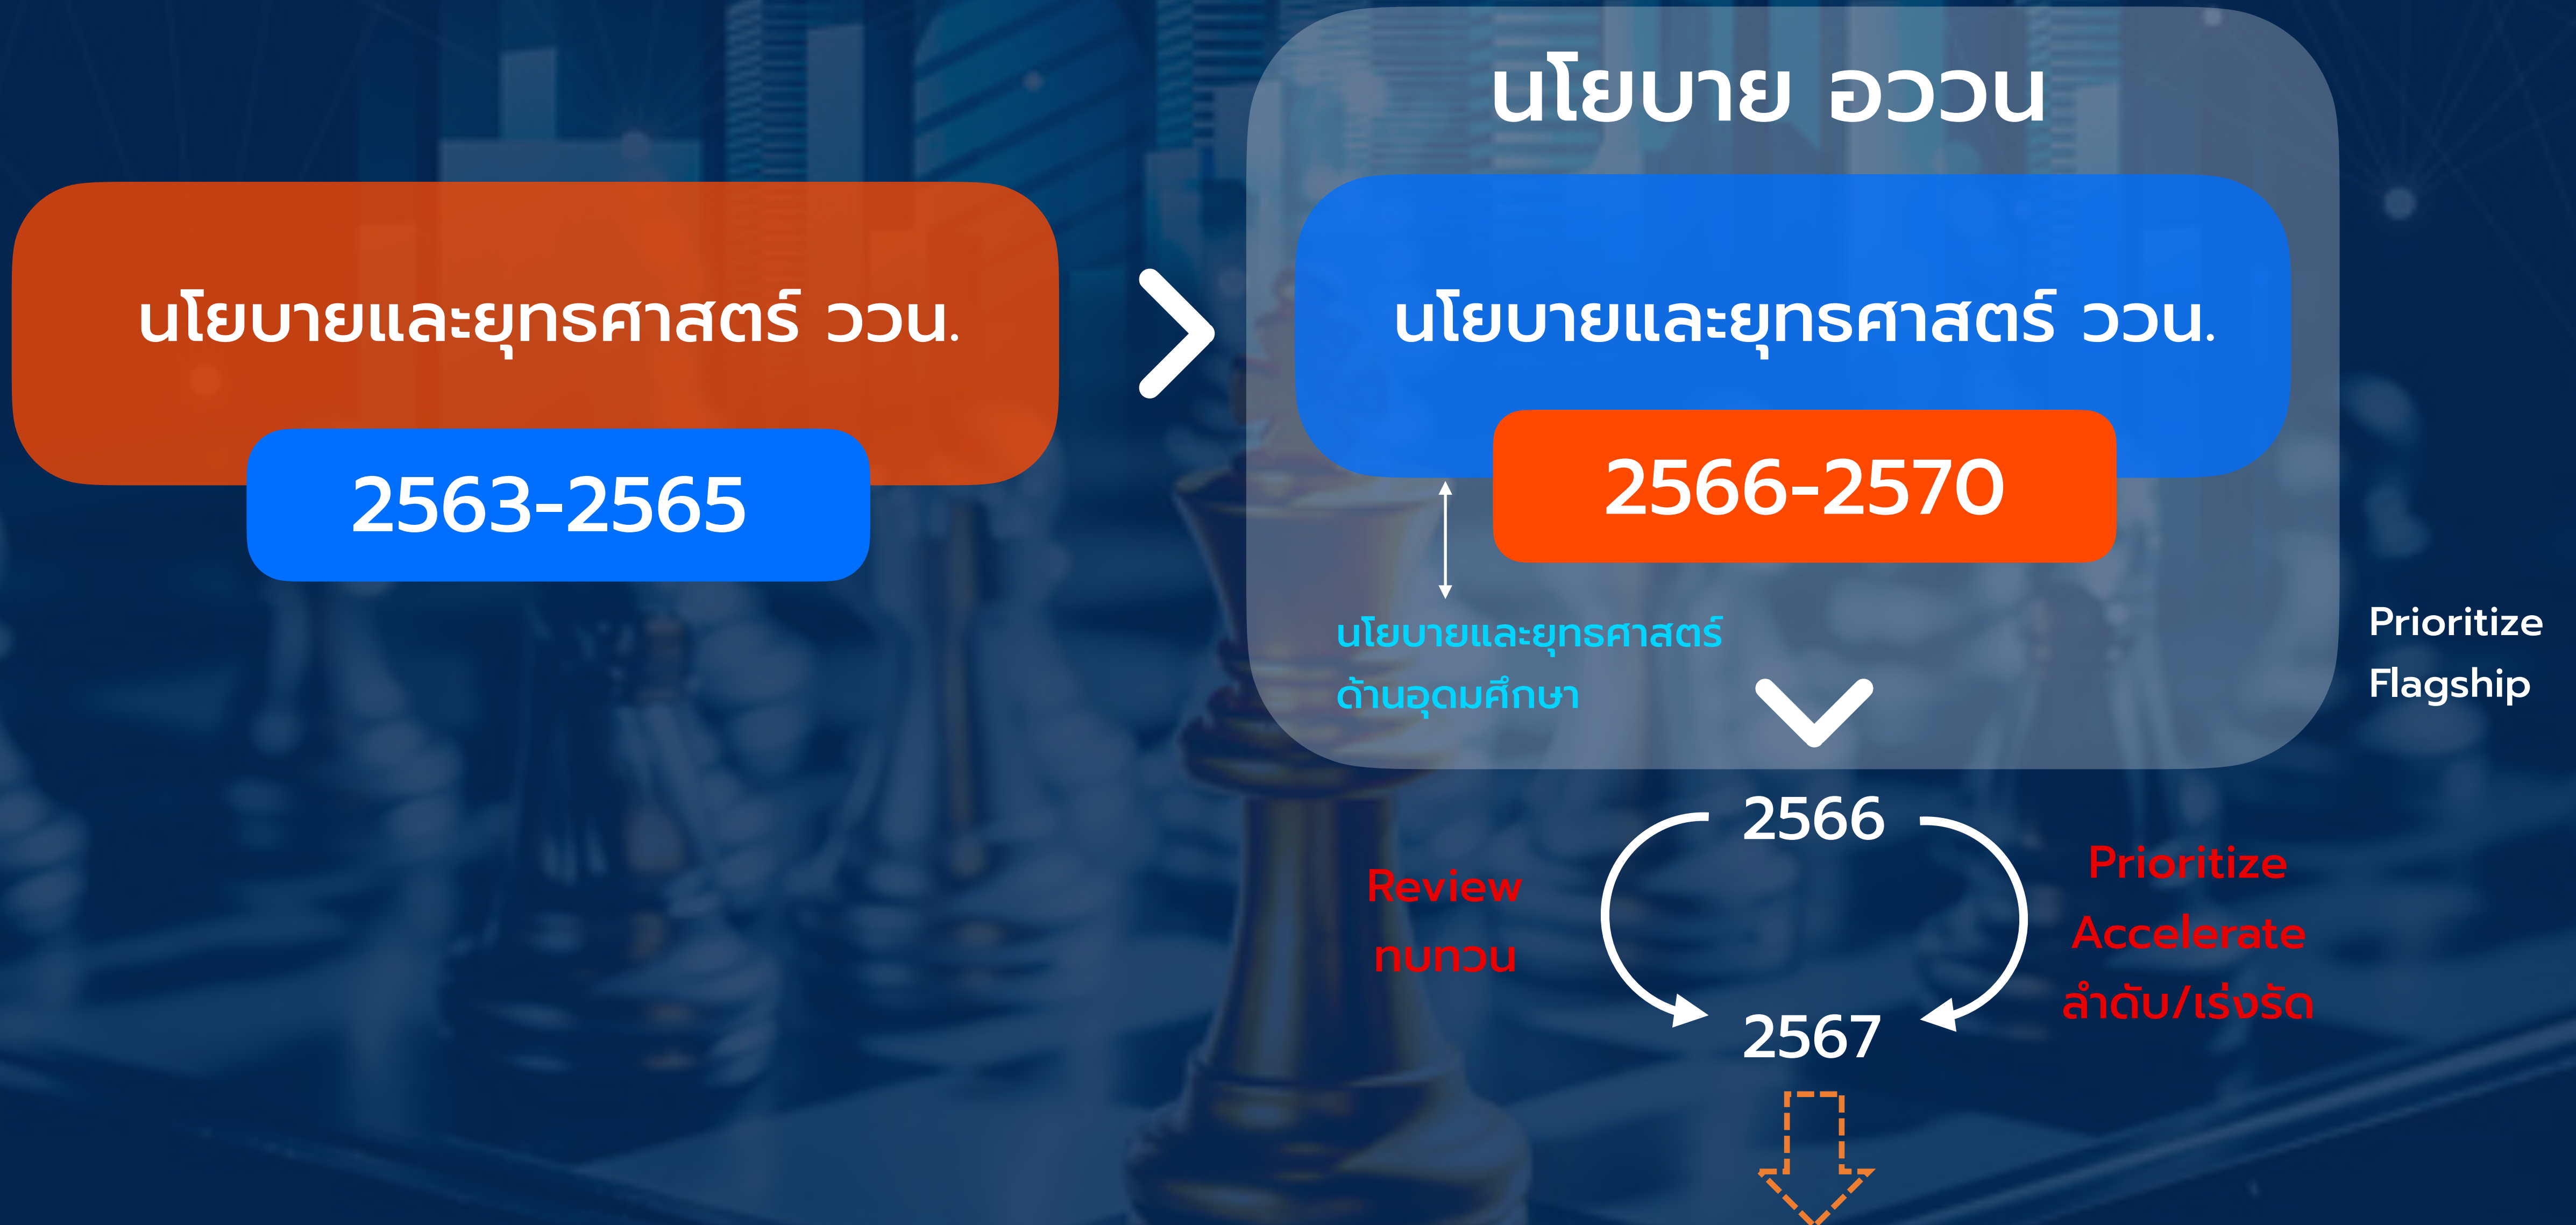 นโยบายและยุทธศาสตร์ ววน.
2563-2565
นโยบาย อววน
นโยบายและยุทธศาสตร์ ววน.
2566-2570
นโยบายและยุทธศาสตร์
ด้านอุดมศึกษา
Prioritize
Flagship
2566
Review
ทบทวน
Prioritize
Accelerate
ลำดับ/เร่งรัด
2567